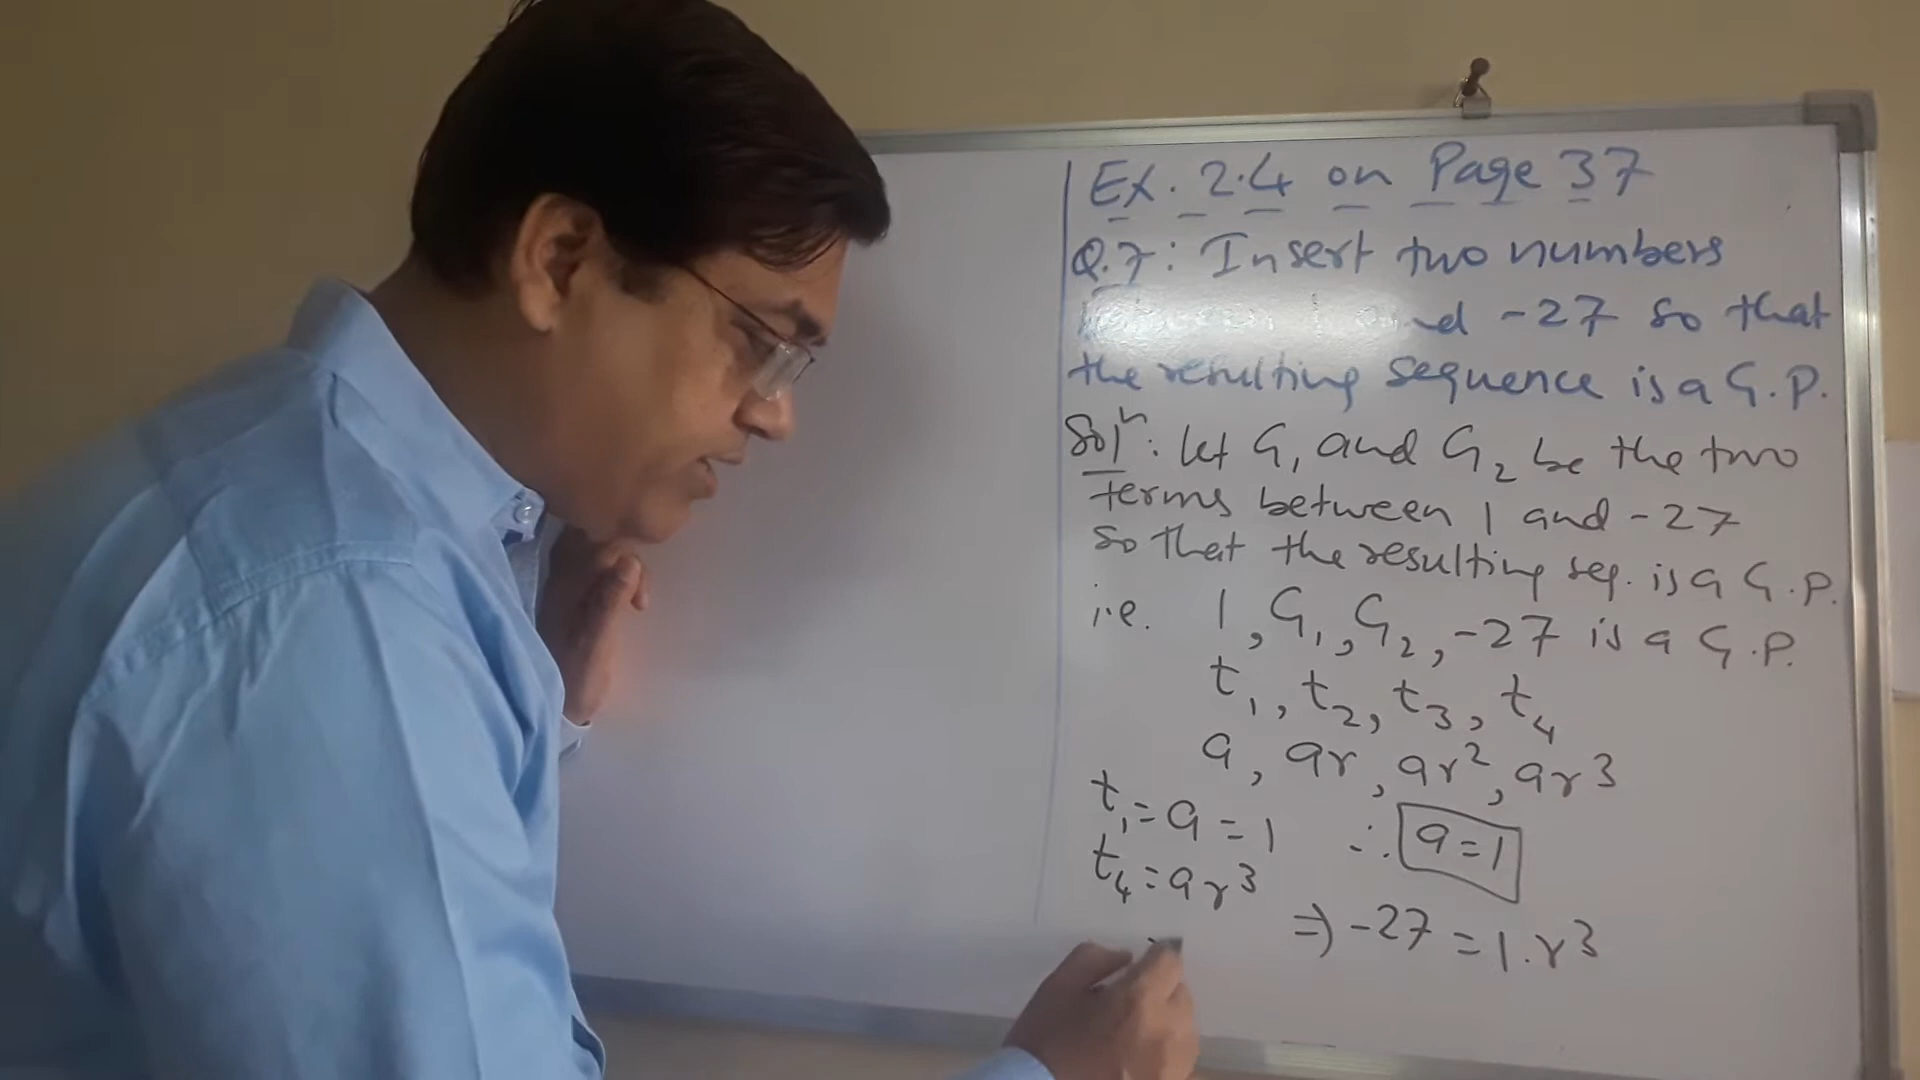 Ex. 2.4 on Page 37
Q.7: Insert two numbers
and -27 so that
the resulting sequence is a G.P.
Solⁿ: let G₁ and G₂ be the two
terms between 1 and -27
so that the resulting seq. is a G.P.
i.e. 1, G₁, G₂, -27 is a G.P.
t₁, t₂, t₃, t₄
a, ar, ar², ar³
t₁ = a = 1 ∴ a = 1
t₄ = ar³
⇒ -27 = 1.r³